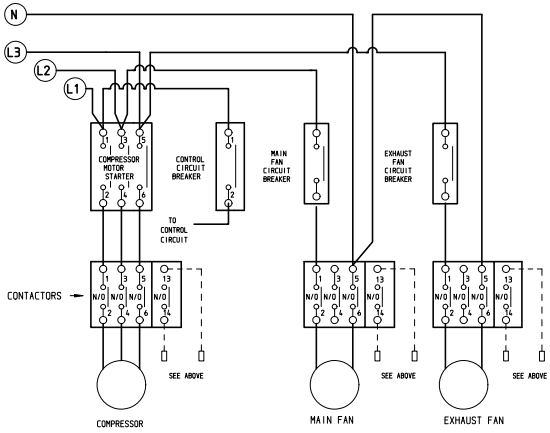 N
L3
L2
L1
1 3 5 1
COMPRESSOR
MOTOR
STARTER
CONTROL
CIRCUIT
BREAKER
MAIN
FAN
CIRCUIT
BREAKER
EXHAUST
FAN
CIRCUIT
BREAKER
2 4 6 2
TO
CONTROL
CIRCUIT
1 3 5 13 1 3 5 13 1 3 5 13
CONTACTORS N/O N/O N/O N/O N/O N/O N/O N/O N/O N/O N/O N/O
2 4 6 14 2 4 6 14 2 4 6 14
SEE ABOVE SEE ABOVE SEE ABOVE
COMPRESSOR MAIN FAN EXHAUST FAN